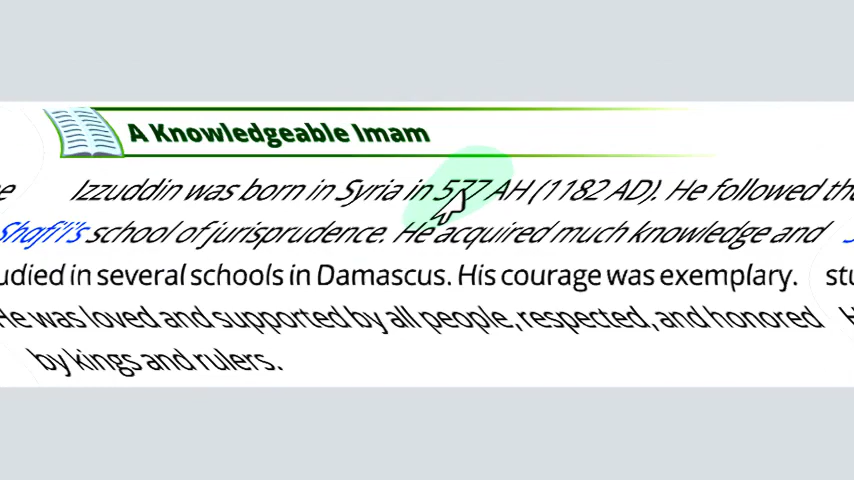 A Knowledgeable Imam
Izzuddin was born in Syria in 577 AH (1182 AD). He followed the
Shafi'i's school of jurisprudence. He acquired much knowledge and
udied in several schools in Damascus. His courage was exemplary. stu
He was loved and supported by all people, respected, and honored H
by kings and rulers.